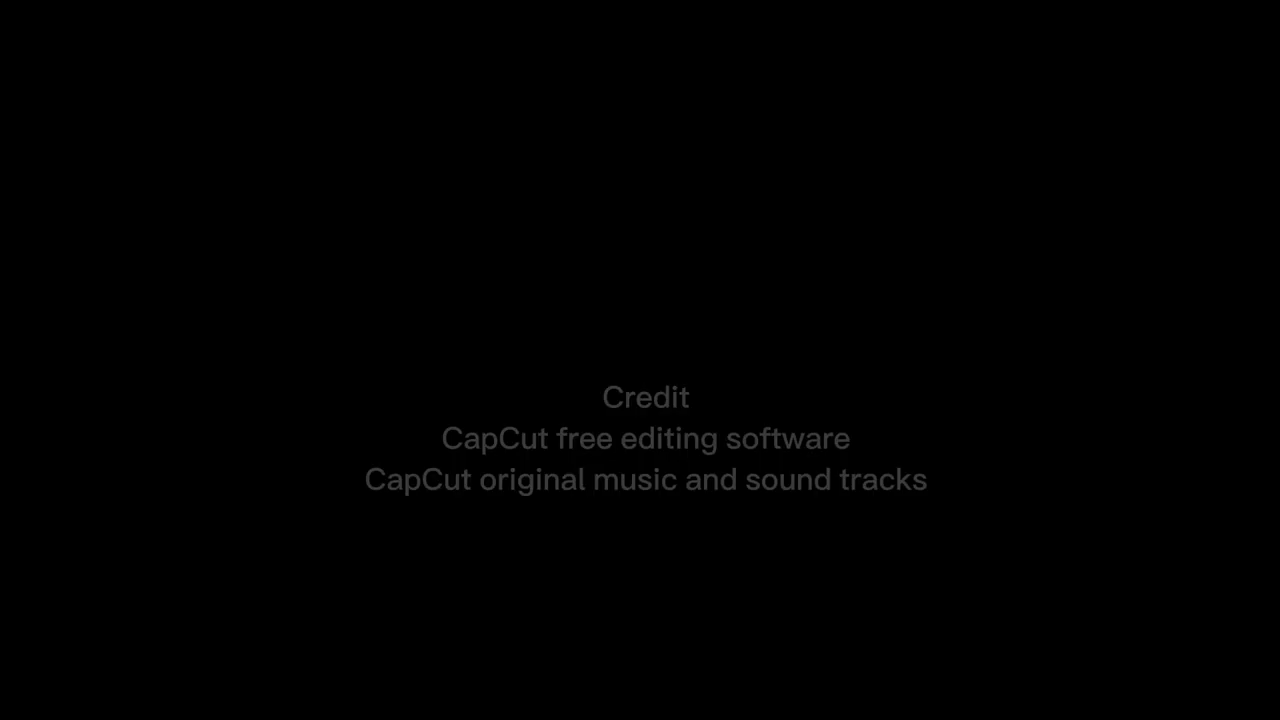 Credit
CapCut free editing software
CapCut original music and sound tracks